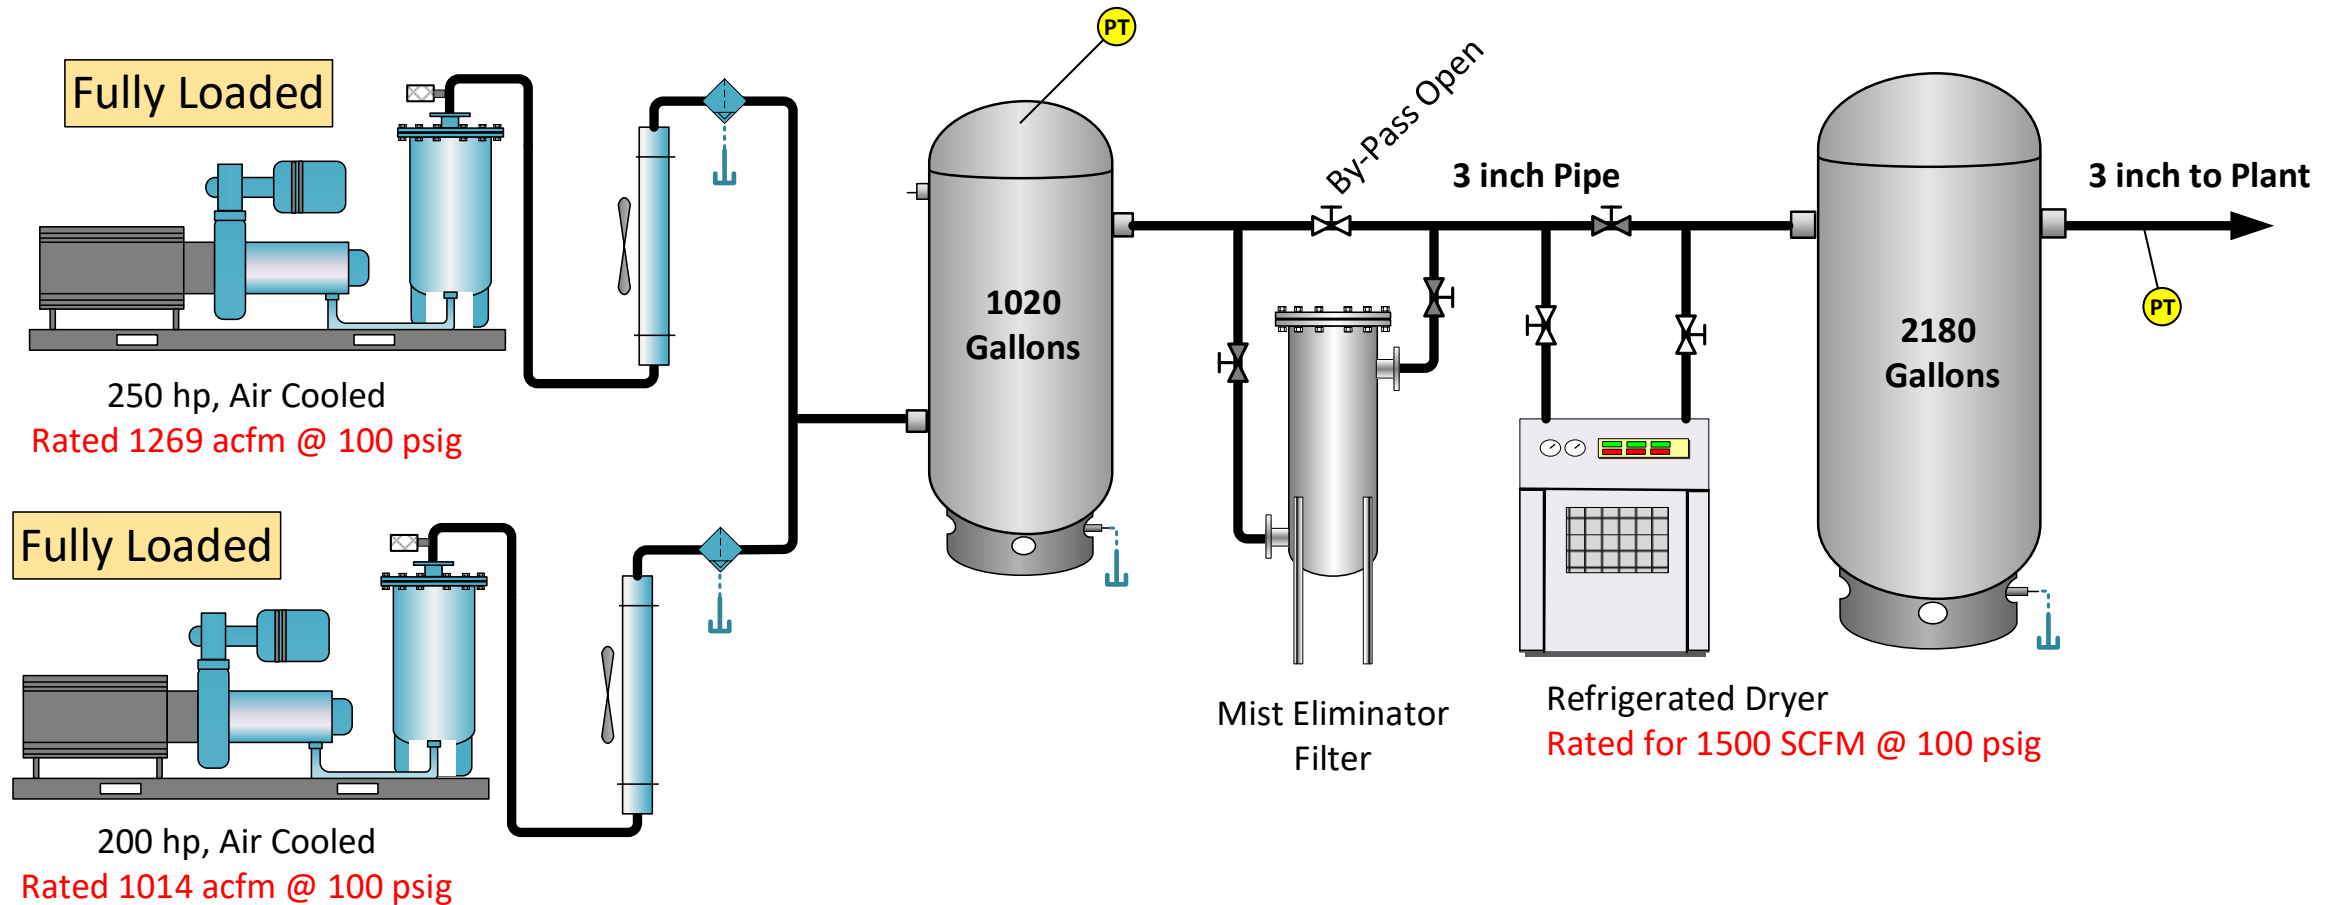 Fully Loaded
250 hp, Air Cooled
Rated 1269 acfm @ 100 psig
Fully Loaded
200 hp, Air Cooled
Rated 1014 acfm @ 100 psig
PT
1020
Gallons
By-Pass Open
3 inch Pipe
Mist Eliminator
Filter
Refrigerated Dryer
Rated for 1500 SCFM @ 100 psig
2180
Gallons
3 inch to Plant
PT